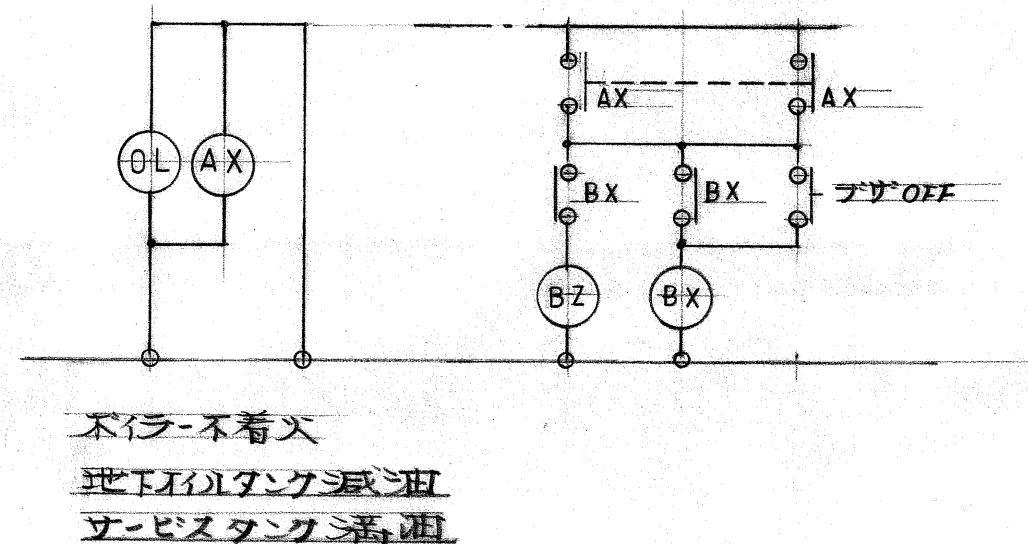 OL AX
AX AX
BX BX ブザOFF
BZ BX
ボイラー不着火
地下オイルタンク減油
サービスタンク満油